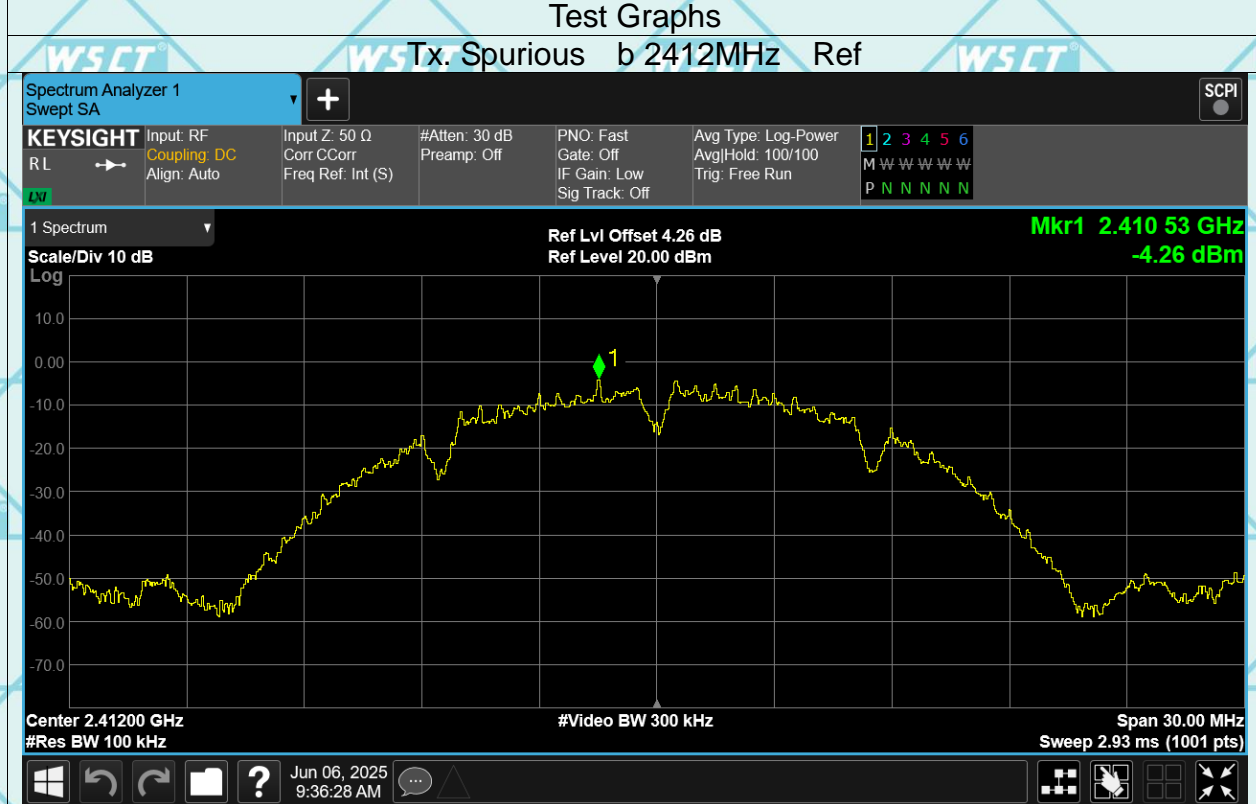 Test Graphs
Tx. Spurious b 2412MHz Ref
WSCT® WSCT WSCT®
Spectrum Analyzer 1
Swept SA
+
SCPI
KEYSIGHT
RL
LXI
Input: RF
Coupling: DC
Align: Auto
Input Z: 50 Ω
Corr CCorr
Freq Ref: Int (S)
#Atten: 30 dB
Preamp: Off
PNO: Fast
Gate: Off
IF Gain: Low
Sig Track: Off
Avg Type: Log-Power
Avg|Hold: 100/100
Trig: Free Run
1 2 3 4 5 6
M W W W W W
P N N N N N
1 Spectrum
Scale/Div 10 dB
Log
Ref Lvl Offset 4.26 dB
Ref Level 20.00 dBm
Mkr1 2.410 53 GHz
-4.26 dBm
10.0
0.00
1
-10.0
-20.0
-30.0
-40.0
-50.0
-60.0
-70.0
Center 2.41200 GHz
#Res BW 100 kHz
#Video BW 300 kHz
Span 30.00 MHz
Sweep 2.93 ms (1001 pts)
?
Jun 06, 2025
9:36:28 AM